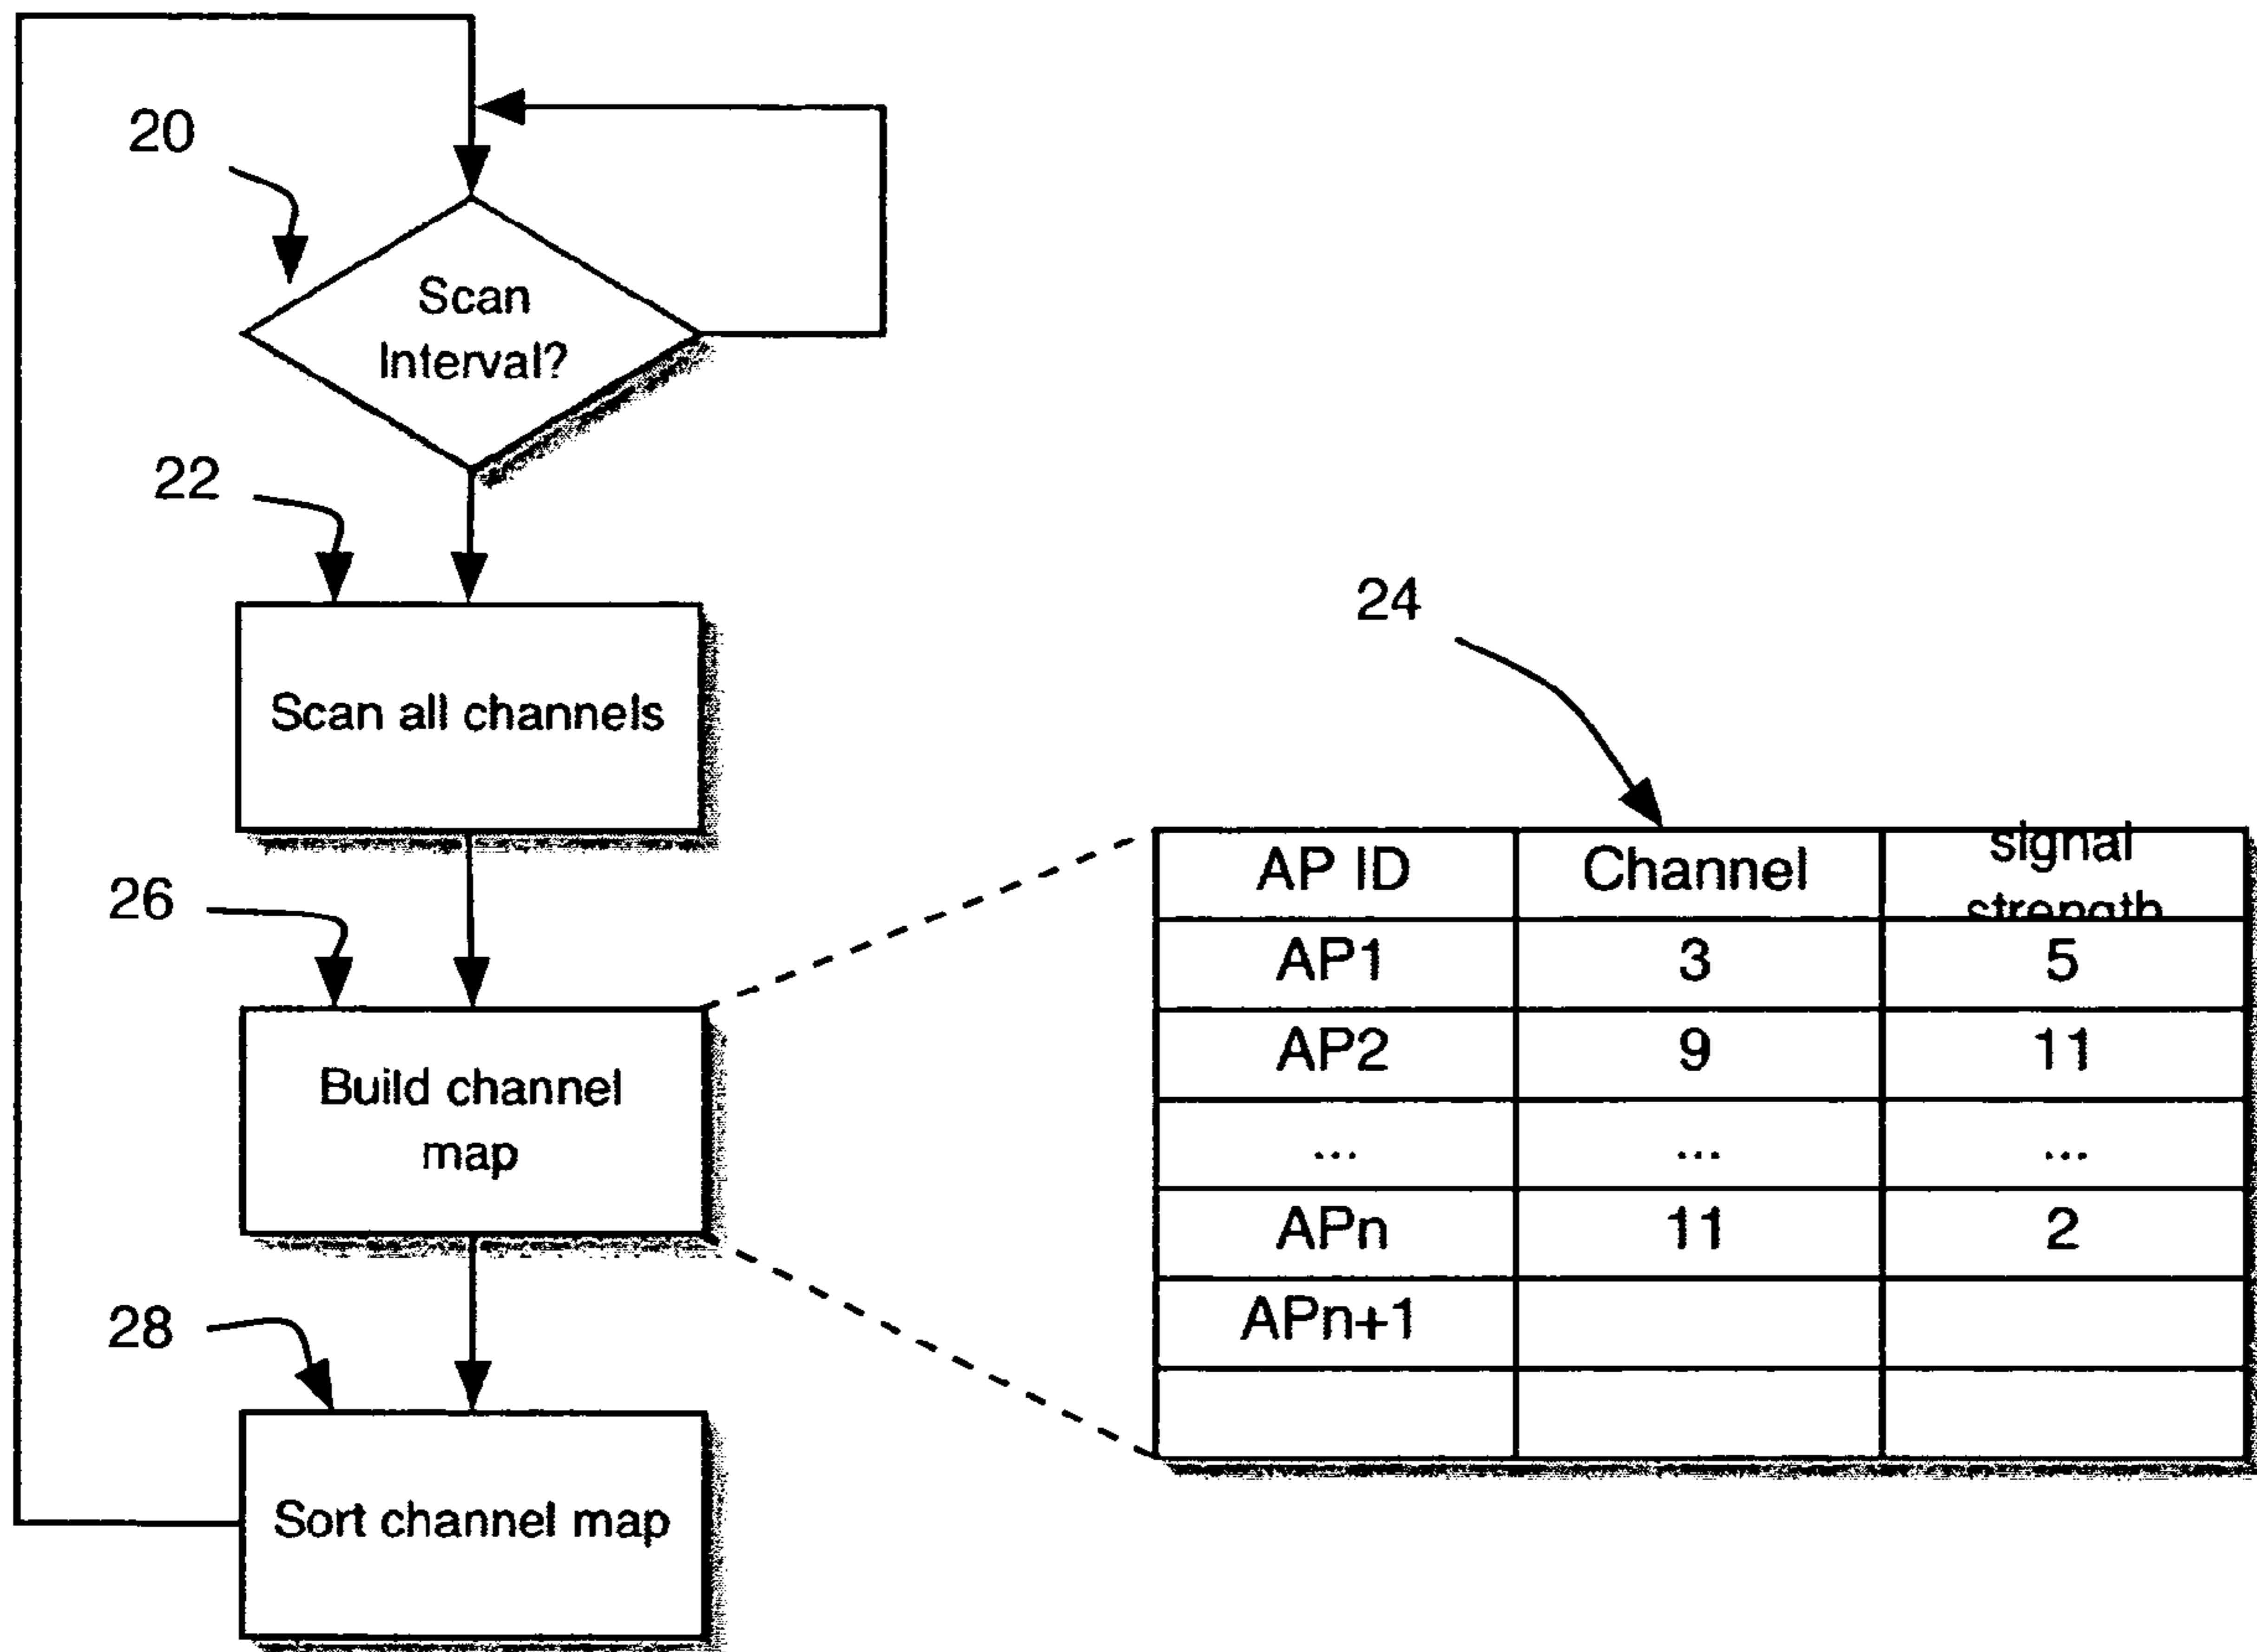 20
Scan
Interval?
22
Scan all channels
24
AP ID Channel signal
strength
AP1 3 5
26
AP2 9 11
Build channel
map
... ... ...
APn 11 2
APn+1
28
Sort channel map